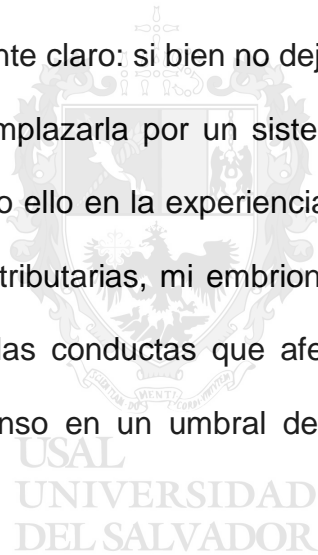 nte claro: si bien no dej
mplazarla por un siste
o ello en la experiencia
tributarias, mi embrion
las conductas que afe
nso en un umbral de
USAL
UNIVERSIDAD
DEL SALVADOR